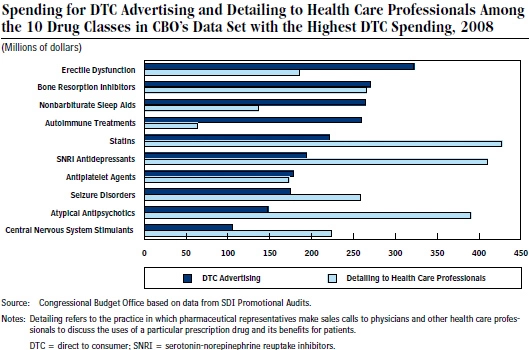 Spending for DTC Advertising and Detailing to Health Care Professionals Among
the 10 Drug Classes in CBO's Data Set with the Highest DTC Spending, 2008
(Millions of dollars)
Erectile Dysfunction
Bone Resorption Inhibitors
Nonbarbiturate Sleep Aids
Autoimmune Treatments
Statins
SNRI Antidepressants
Antiplatelet Agents
Seizure Disorders
Atypical Antipsychotics
Central Nervous System Stimulants
0 50 100 150 200 250 300 350 400 450
DTC Advertising Detailing to Health Care Professionals
Source: Congressional Budget Office based on data from SDI Promotional Audits.
Notes: Detailing refers to the practice in which pharmaceutical representatives make sales calls to physicians and other health care profes-
sionals to discuss the uses of a particular prescription drug and its benefits for patients.
DTC = direct to consumer; SNRI = serotonin-norepinephrine reuptake inhibitors.